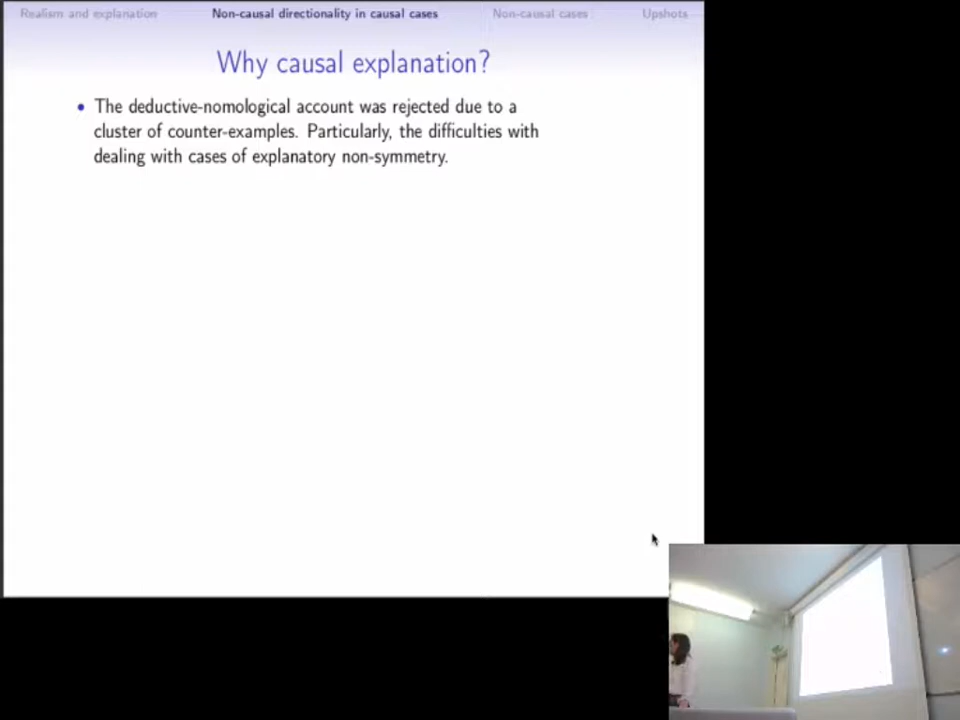 Realism and explanation Non-causal directionality in causal cases Non-causal cases Upshots
Why causal explanation?
• The deductive-nomological account was rejected due to a
cluster of counter-examples. Particularly, the difficulties with
dealing with cases of explanatory non-symmetry.